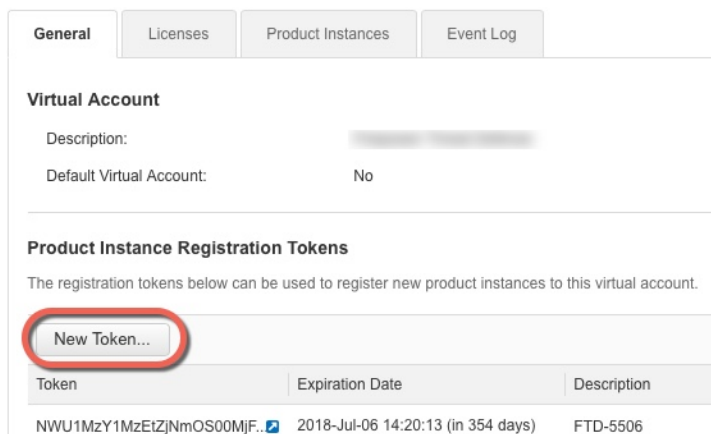 General Licenses Product Instances Event Log
Virtual Account
Description:
Default Virtual Account: No
Product Instance Registration Tokens
The registration tokens below can be used to register new product instances to this virtual account.
New Token...
Token Expiration Date Description
NWU1MzY1MzEtZjNmOS00MjF.. 2018-Jul-06 14:20:13 (in 354 days) FTD-5506